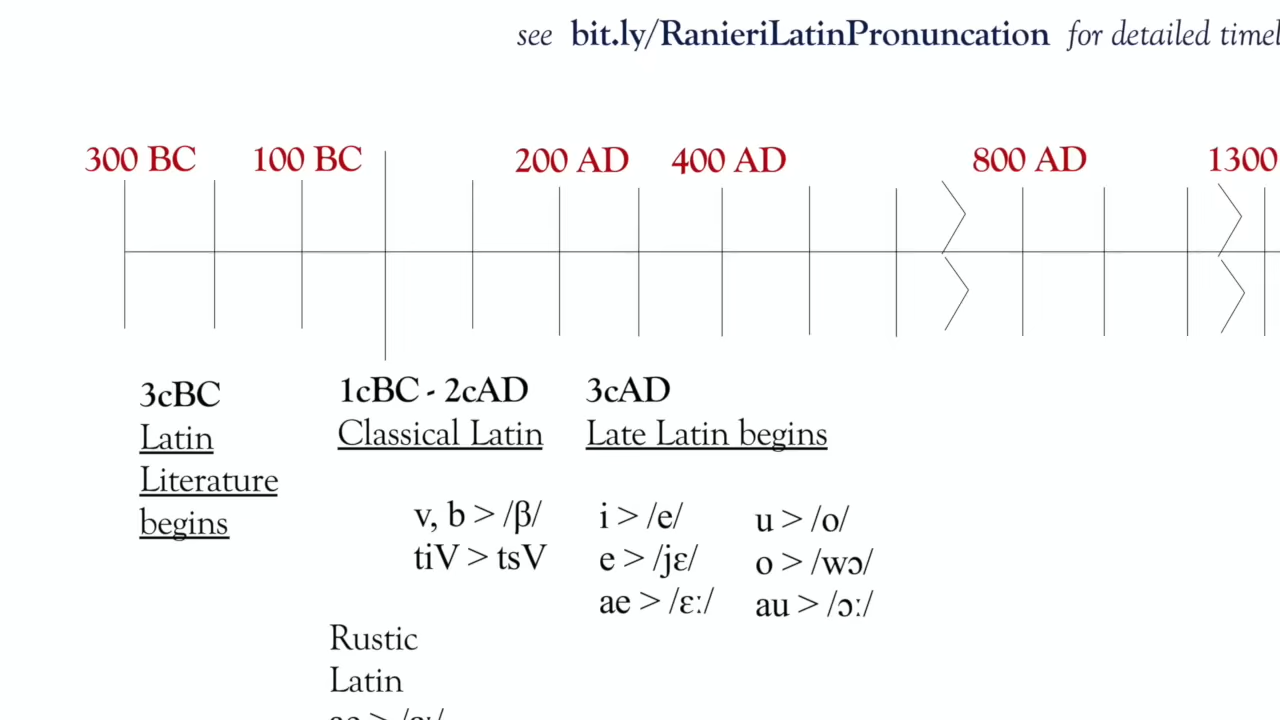 see bit.ly/RanieriLatinPronuncation for detailed
300 BC 100 BC 200 AD 400 AD 800 AD 1300
3cBC
Latin
Literature
begins
1cBC - 2cAD
Classical Latin
v, b > /β/
tiV > tsV
Rustic
Latin
3cAD
Late Latin begins
i > /e/
e > /jɛ/
ae > /ɛː/
u > /o/
o > /wɔ/
au > /ɔː/